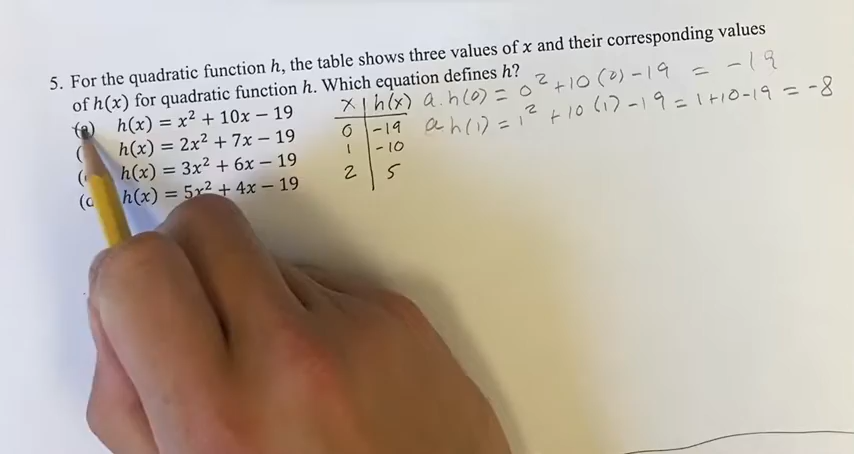 5. For the quadratic function h, the table shows three values of x and their corresponding values
of h(x) for quadratic function h. Which equation defines h?
h(x) = x² + 10x − 19
h(x) = 2x² + 7x − 19
h(x) = 3x² + 6x − 19
h(x) = 5x² + 4x − 19
x | h(x)
0 | -19
1 | -10
2 | 5
a. h(0) = 0² + 10(0) - 19 = -19
a h(1) = 1² + 10(1) - 19 = 1+10-19 = -8